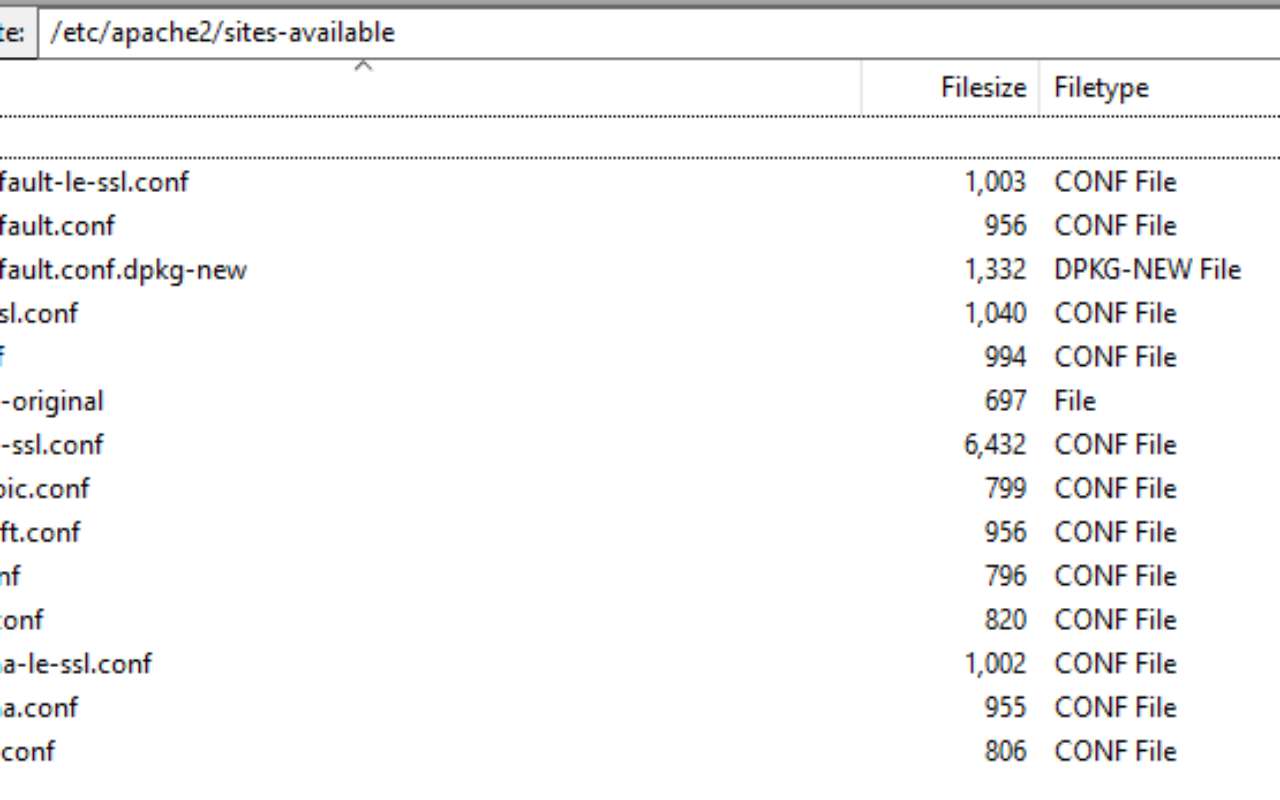 te: /etc/apache2/sites-available
Filesize Filetype
fault-le-ssl.conf 1,003 CONF File
fault.conf 956 CONF File
fault.conf.dpkg-new 1,332 DPKG-NEW File
sl.conf 1,040 CONF File
f 994 CONF File
-original 697 File
-ssl.conf 6,432 CONF File
oic.conf 799 CONF File
ft.conf 956 CONF File
nf 796 CONF File
conf 820 CONF File
a-le-ssl.conf 1,002 CONF File
a.conf 955 CONF File
conf 806 CONF File